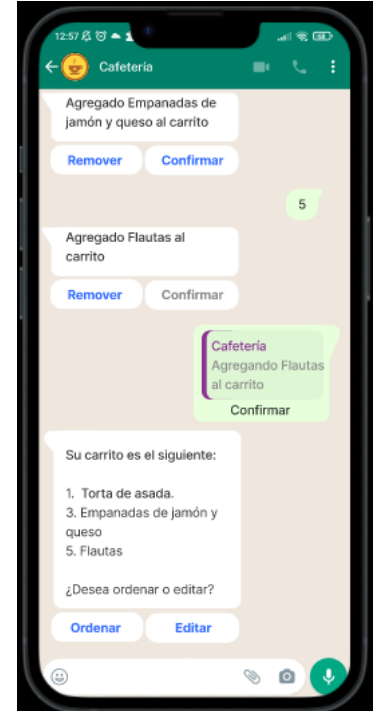 12:57
Cafetería
Agregado Empanadas de
jamón y queso al carrito
Remover Confirmar
5
Agregado Flautas al
carrito
Remover Confirmar
Cafetería
Agregando Flautas
al carrito
Confirmar
Su carrito es el siguiente:
1. Torta de asada.
3. Empanadas de jamón y
queso
5. Flautas
¿Desea ordenar o editar?
Ordenar Editar